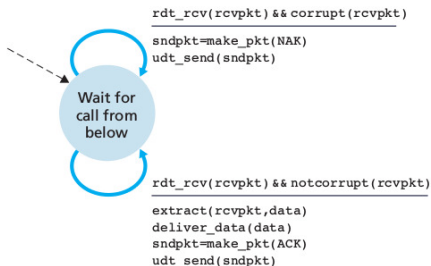 rdt_rcv(rcvpkt) && corrupt(rcvpkt)
sndpkt=make_pkt(NAK)
udt_send(sndpkt)
Wait for
call from
below
rdt_rcv(rcvpkt) && notcorrupt(rcvpkt)
extract(rcvpkt,data)
deliver_data(data)
sndpkt=make_pkt(ACK)
udt_send(sndpkt)